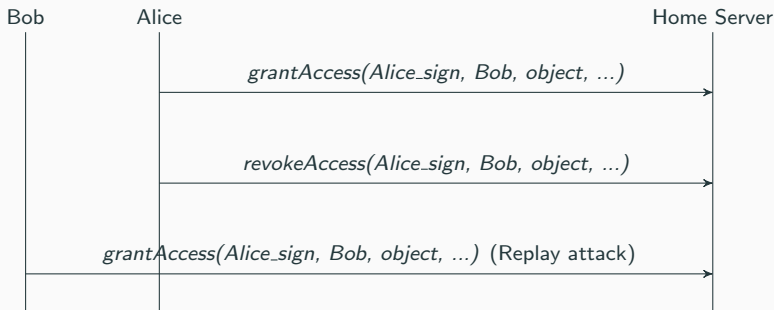 Bob
Alice
Home Server
grantAccess(Alice_sign, Bob, object, ...)
revokeAccess(Alice_sign, Bob, object, ...)
grantAccess(Alice_sign, Bob, object, ...) (Replay attack)